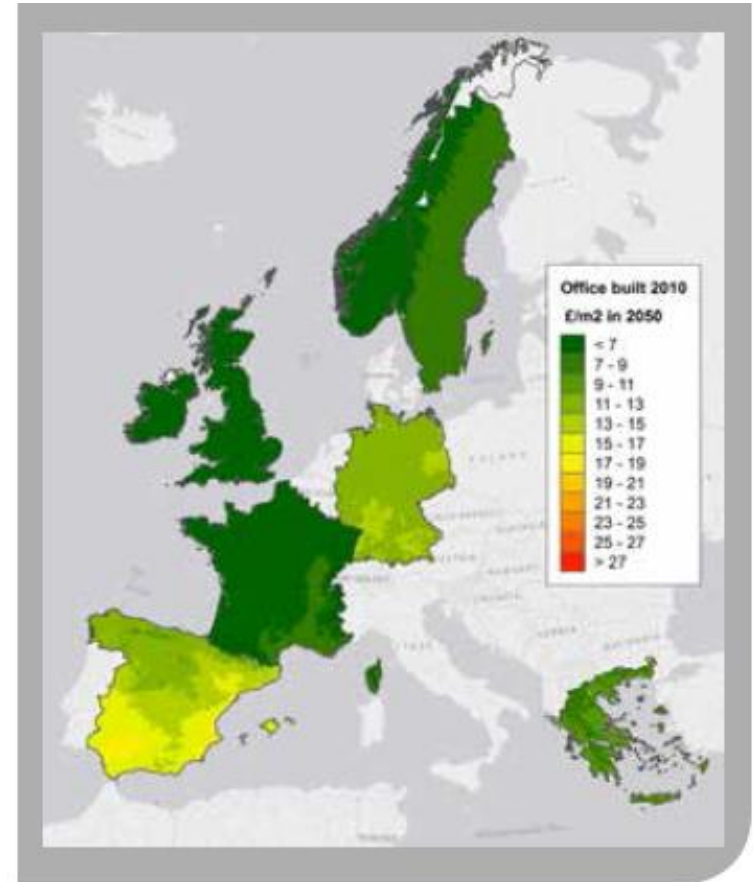 Office built 2010
£/m2 in 2050
< 7
7 - 9
9 - 11
11 - 13
13 - 15
15 - 17
17 - 19
19 - 21
21 - 23
23 - 25
25 - 27
> 27
POLAND